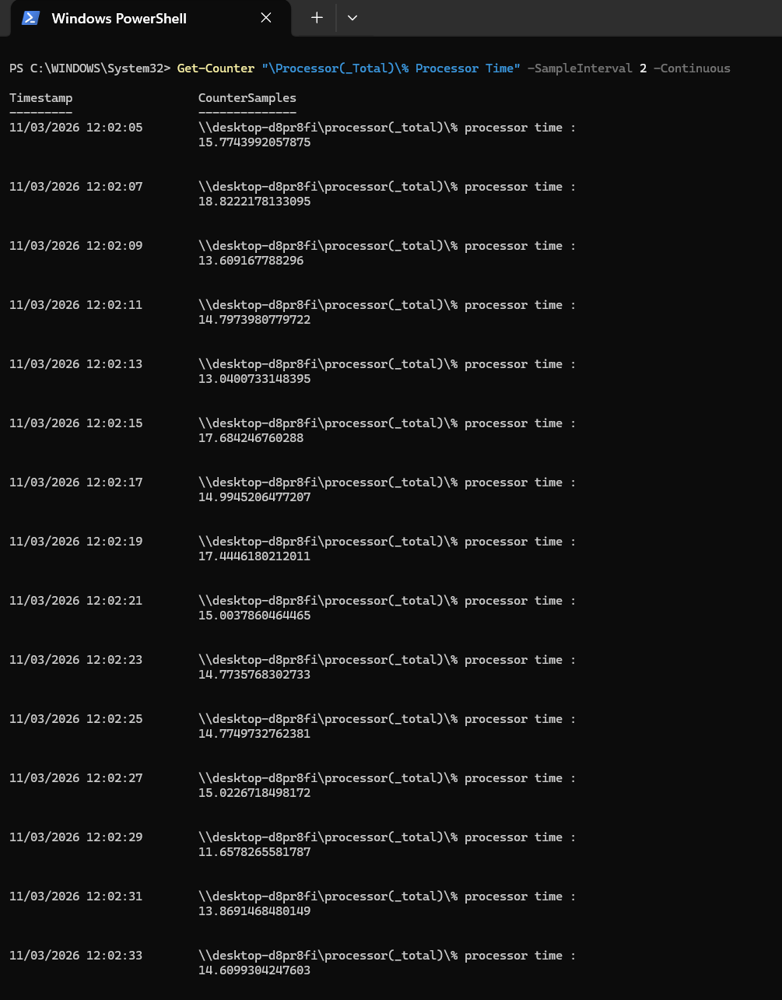 Windows PowerShell
PS C:\WINDOWS\System32> Get-Counter "\Processor(_Total)\% Processor Time" -SampleInterval 2 -Continuous
Timestamp CounterSamples
--------- --------------
11/03/2026 12:02:05 \\desktop-d8pr8fi\processor(_total)\% processor time :
15.7743992057875
11/03/2026 12:02:07 \\desktop-d8pr8fi\processor(_total)\% processor time :
18.8222178133095
11/03/2026 12:02:09 \\desktop-d8pr8fi\processor(_total)\% processor time :
13.609167788296
11/03/2026 12:02:11 \\desktop-d8pr8fi\processor(_total)\% processor time :
14.7973980779722
11/03/2026 12:02:13 \\desktop-d8pr8fi\processor(_total)\% processor time :
13.0400733148395
11/03/2026 12:02:15 \\desktop-d8pr8fi\processor(_total)\% processor time :
17.684246760288
11/03/2026 12:02:17 \\desktop-d8pr8fi\processor(_total)\% processor time :
14.9945206477207
11/03/2026 12:02:19 \\desktop-d8pr8fi\processor(_total)\% processor time :
17.4446180212011
11/03/2026 12:02:21 \\desktop-d8pr8fi\processor(_total)\% processor time :
15.0037860464465
11/03/2026 12:02:23 \\desktop-d8pr8fi\processor(_total)\% processor time :
14.7735768302733
11/03/2026 12:02:25 \\desktop-d8pr8fi\processor(_total)\% processor time :
14.7749732762381
11/03/2026 12:02:27 \\desktop-d8pr8fi\processor(_total)\% processor time :
15.0226718498172
11/03/2026 12:02:29 \\desktop-d8pr8fi\processor(_total)\% processor time :
11.6578265581787
11/03/2026 12:02:31 \\desktop-d8pr8fi\processor(_total)\% processor time :
13.8691468480149
11/03/2026 12:02:33 \\desktop-d8pr8fi\processor(_total)\% processor time :
14.6099304247603